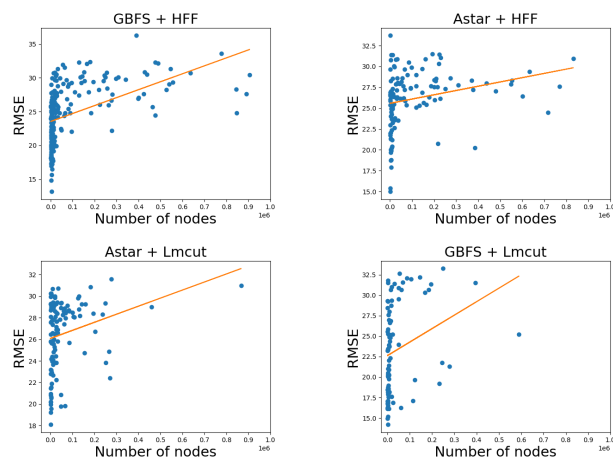 GBFS + HFF
35
30
25
20
15
RMSE
0.0 0.1 0.2 0.3 0.4 0.5 0.6 0.7 0.8 0.9 1.0
1e6
Number of nodes
Astar + HFF
32.5
30.0
27.5
25.0
22.5
20.0
17.5
15.0
RMSE
0.0 0.1 0.2 0.3 0.4 0.5 0.6 0.7 0.8 0.9 1.0
1e6
Number of nodes
Astar + Lmcut
32
30
28
26
24
22
20
18
RMSE
0.0 0.1 0.2 0.3 0.4 0.5 0.6 0.7 0.8 0.9 1.0
1e6
Number of nodes
GBFS + Lmcut
32.5
30.0
27.5
25.0
22.5
20.0
17.5
15.0
RMSE
0.0 0.1 0.2 0.3 0.4 0.5 0.6 0.7 0.8 0.9 1.0
1e6
Number of nodes